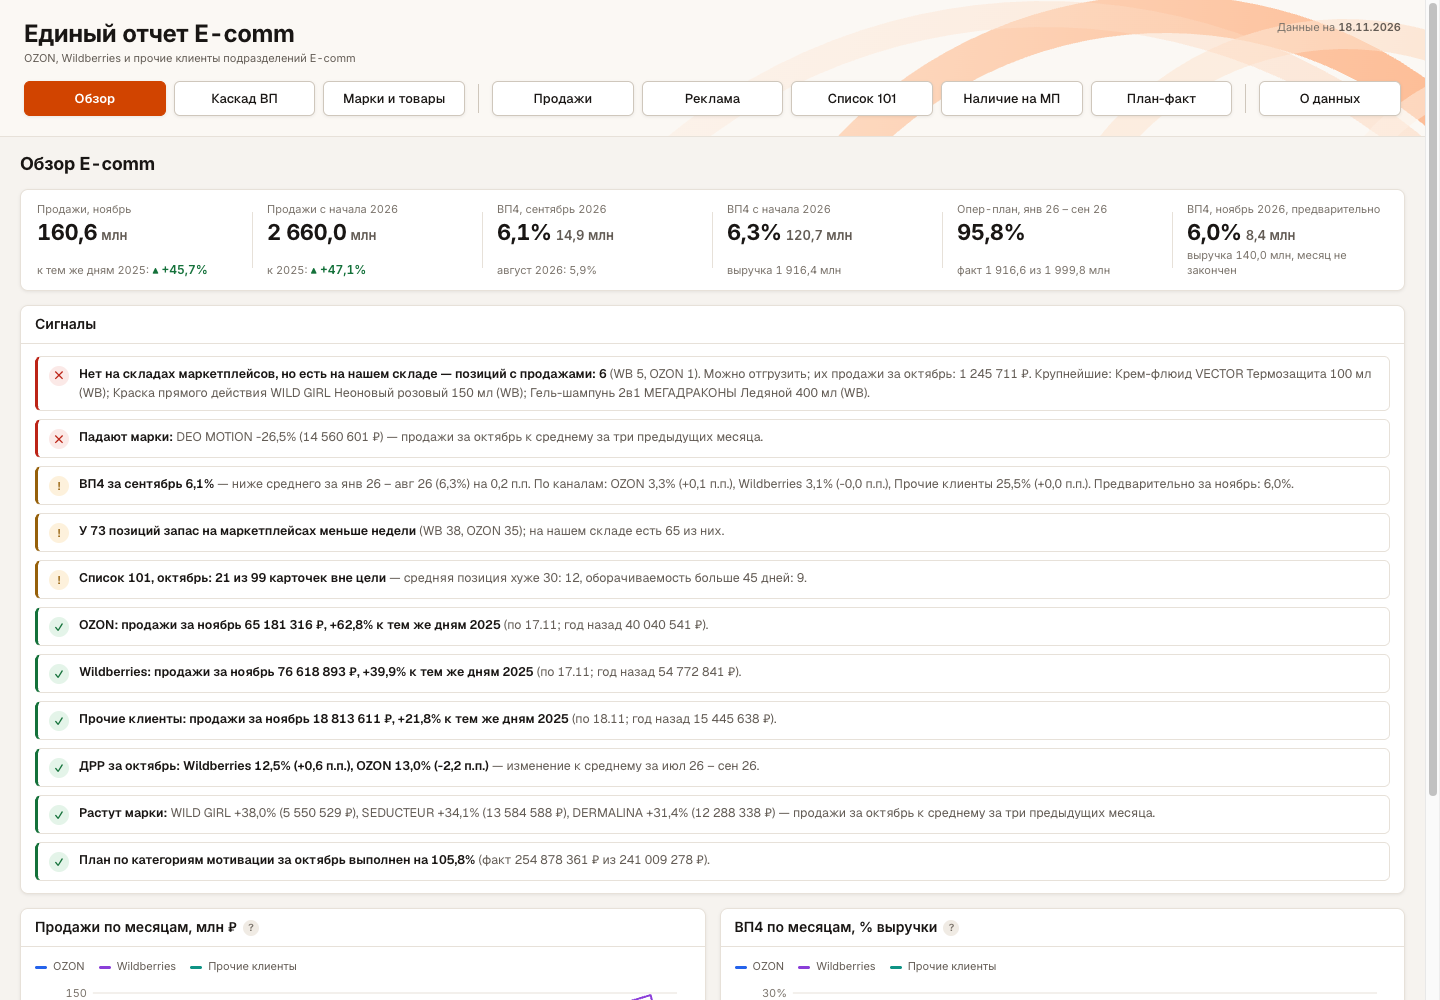 Единый отчет E-comm
OZON, Wildberries и прочие клиенты подразделений E-comm
Данные на 18.11.2026
Обзор
Каскад ВП
Марки и товары
Продажи
Реклама
Список 101
Наличие на МП
План-факт
О данных
Обзор E-comm
Продажи, ноябрь
160,6 млн
к тем же дням 2025: ▲ +45,7%
Продажи с начала 2026
2 660,0 млн
к 2025: ▲ +47,1%
ВП4, сентябрь 2026
6,1% 14,9 млн
август 2026: 5,9%
ВП4 с начала 2026
6,3% 120,7 млн
выручка 1 916,4 млн
Опер-план, янв 26 – сен 26
95,8%
факт 1 916,6 из 1 999,8 млн
ВП4, ноябрь 2026, предварительно
6,0% 8,4 млн
выручка 140,0 млн, месяц не
закончен
Сигналы
Нет на складах маркетплейсов, но есть на нашем складе — позиций с продажами: 6 (WB 5, OZON 1). Можно отгрузить; их продажи за октябрь: 1 245 711 ₽. Крупнейшие: Крем-флюид VECTOR Термозащита 100 мл
(WB); Краска прямого действия WILD GIRL Неоновый розовый 150 мл (WB); Гель-шампунь 2в1 МЕГАДРАКОНЫ Ледяной 400 мл (WB).
Падают марки: DEO MOTION -26,5% (14 560 601 ₽) — продажи за октябрь к среднему за три предыдущих месяца.
! ВП4 за сентябрь 6,1% — ниже среднего за янв 26 – авг 26 (6,3%) на 0,2 п.п. По каналам: OZON 3,3% (+0,1 п.п.), Wildberries 3,1% (-0,0 п.п.), Прочие клиенты 25,5% (+0,0 п.п.). Предварительно за ноябрь: 6,0%.
! У 73 позиций запас на маркетплейсах меньше недели (WB 38, OZON 35); на нашем складе есть 65 из них.
! Список 101, октябрь: 21 из 99 карточек вне цели — средняя позиция хуже 30: 12, оборачиваемость больше 45 дней: 9.
OZON: продажи за ноябрь 65 181 316 ₽, +62,8% к тем же дням 2025 (по 17.11; год назад 40 040 541 ₽).
Wildberries: продажи за ноябрь 76 618 893 ₽, +39,9% к тем же дням 2025 (по 17.11; год назад 54 772 841 ₽).
Прочие клиенты: продажи за ноябрь 18 813 611 ₽, +21,8% к тем же дням 2025 (по 18.11; год назад 15 445 638 ₽).
ДРР за октябрь: Wildberries 12,5% (+0,6 п.п.), OZON 13,0% (-2,2 п.п.) — изменение к среднему за июл 26 – сен 26.
Растут марки: WILD GIRL +38,0% (5 550 529 ₽), SEDUCTEUR +34,1% (13 584 588 ₽), DERMALINA +31,4% (12 288 338 ₽) — продажи за октябрь к среднему за три предыдущих месяца.
План по категориям мотивации за октябрь выполнен на 105,8% (факт 254 878 361 ₽ из 241 009 278 ₽).
Продажи по месяцам, млн ₽ ?
OZON Wildberries Прочие клиенты
150
ВП4 по месяцам, % выручки ?
OZON Wildberries Прочие клиенты
30%